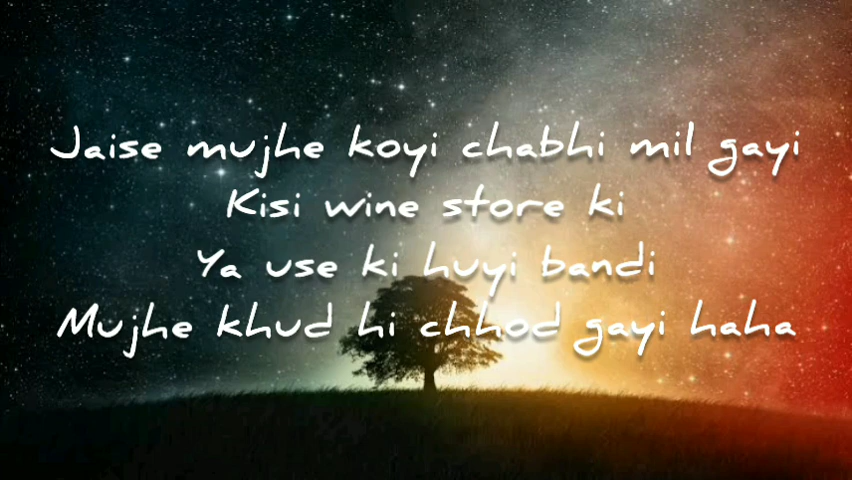 Jaise mujhe koyi chabhi mil gayi
Kisi wine store ki
Ya use ki huyi bandi
Mujhe khud hi chhod gayi haha